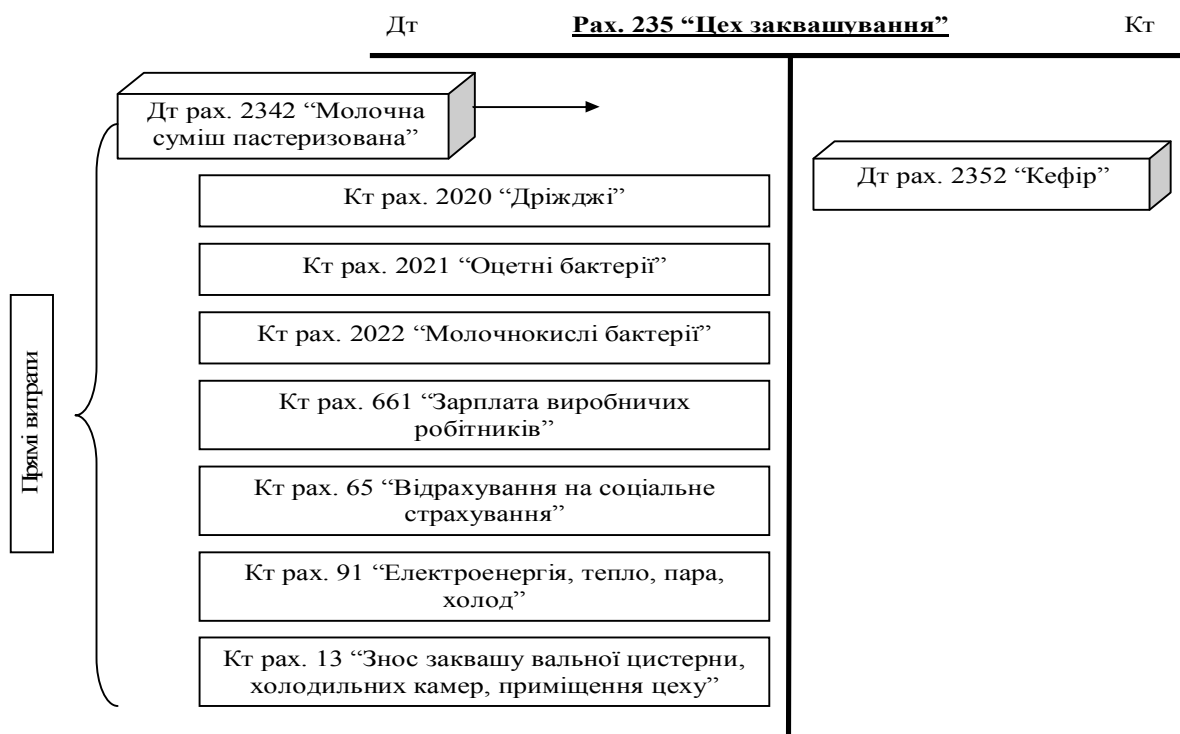 Дт Рах. 235 “Цех заквашування” Кт
Дт рах. 2342 “Молочна
суміш пастеризована”
Дт рах. 2352 “Кефір”
Кт рах. 2020 “Дріжджі”
Кт рах. 2021 “Оцетні бактерії”
Кт рах. 2022 “Молочнокислі бактерії”
Кт рах. 661 “Зарплата виробничих
робітників”
Кт рах. 65 “Відрахування на соціальне
страхування”
Кт рах. 91 “Електроенергія, тепло, пара,
холод”
Кт рах. 13 “Знос заквашу вальної цистерни,
холодильних камер, приміщення цеху”
Прямі витрати